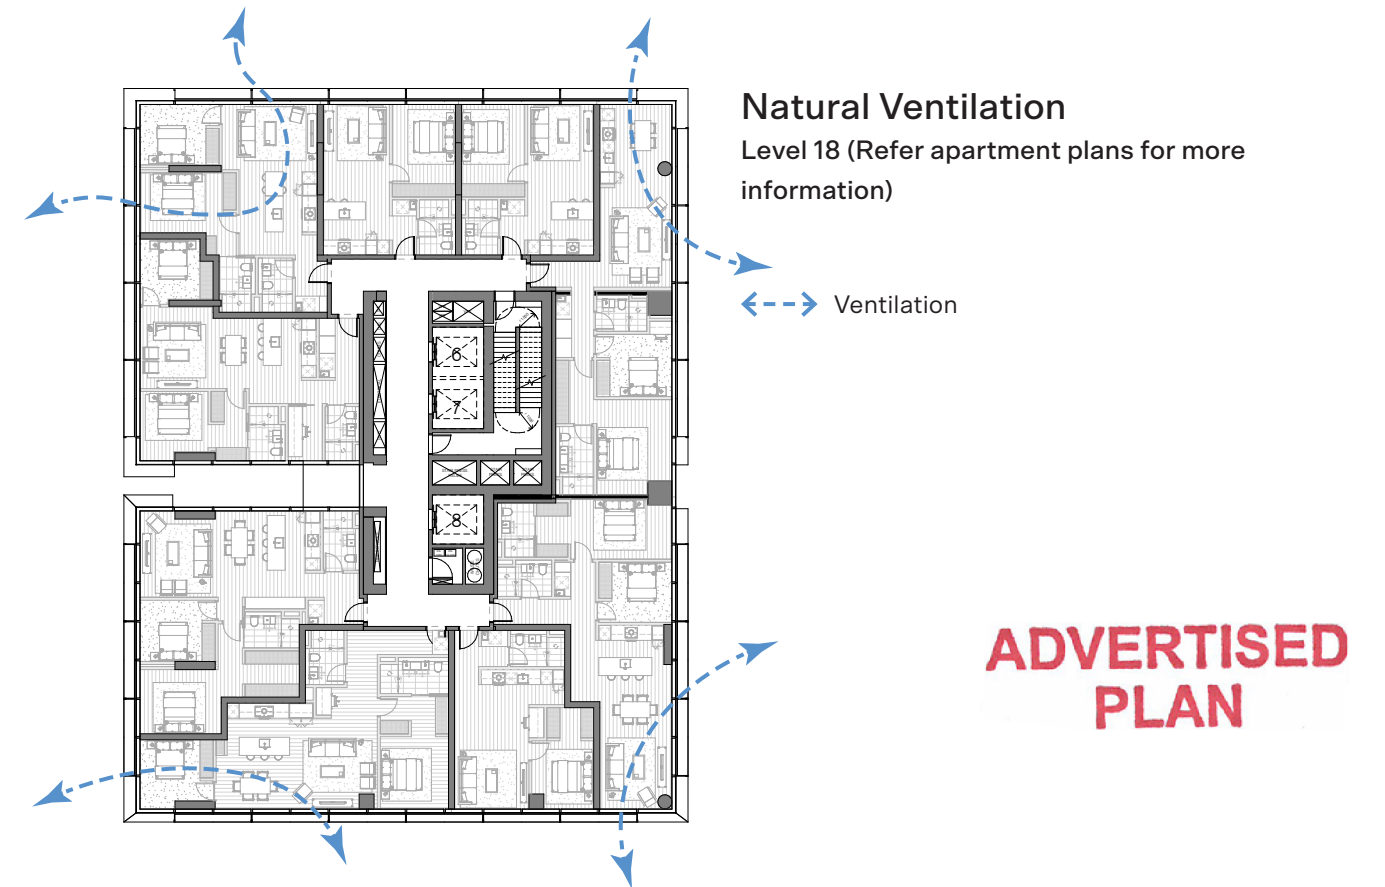 Natural Ventilation
Level 18 (Refer apartment plans for more
information)
Ventilation
6
7
8
ADVERTISED
PLAN